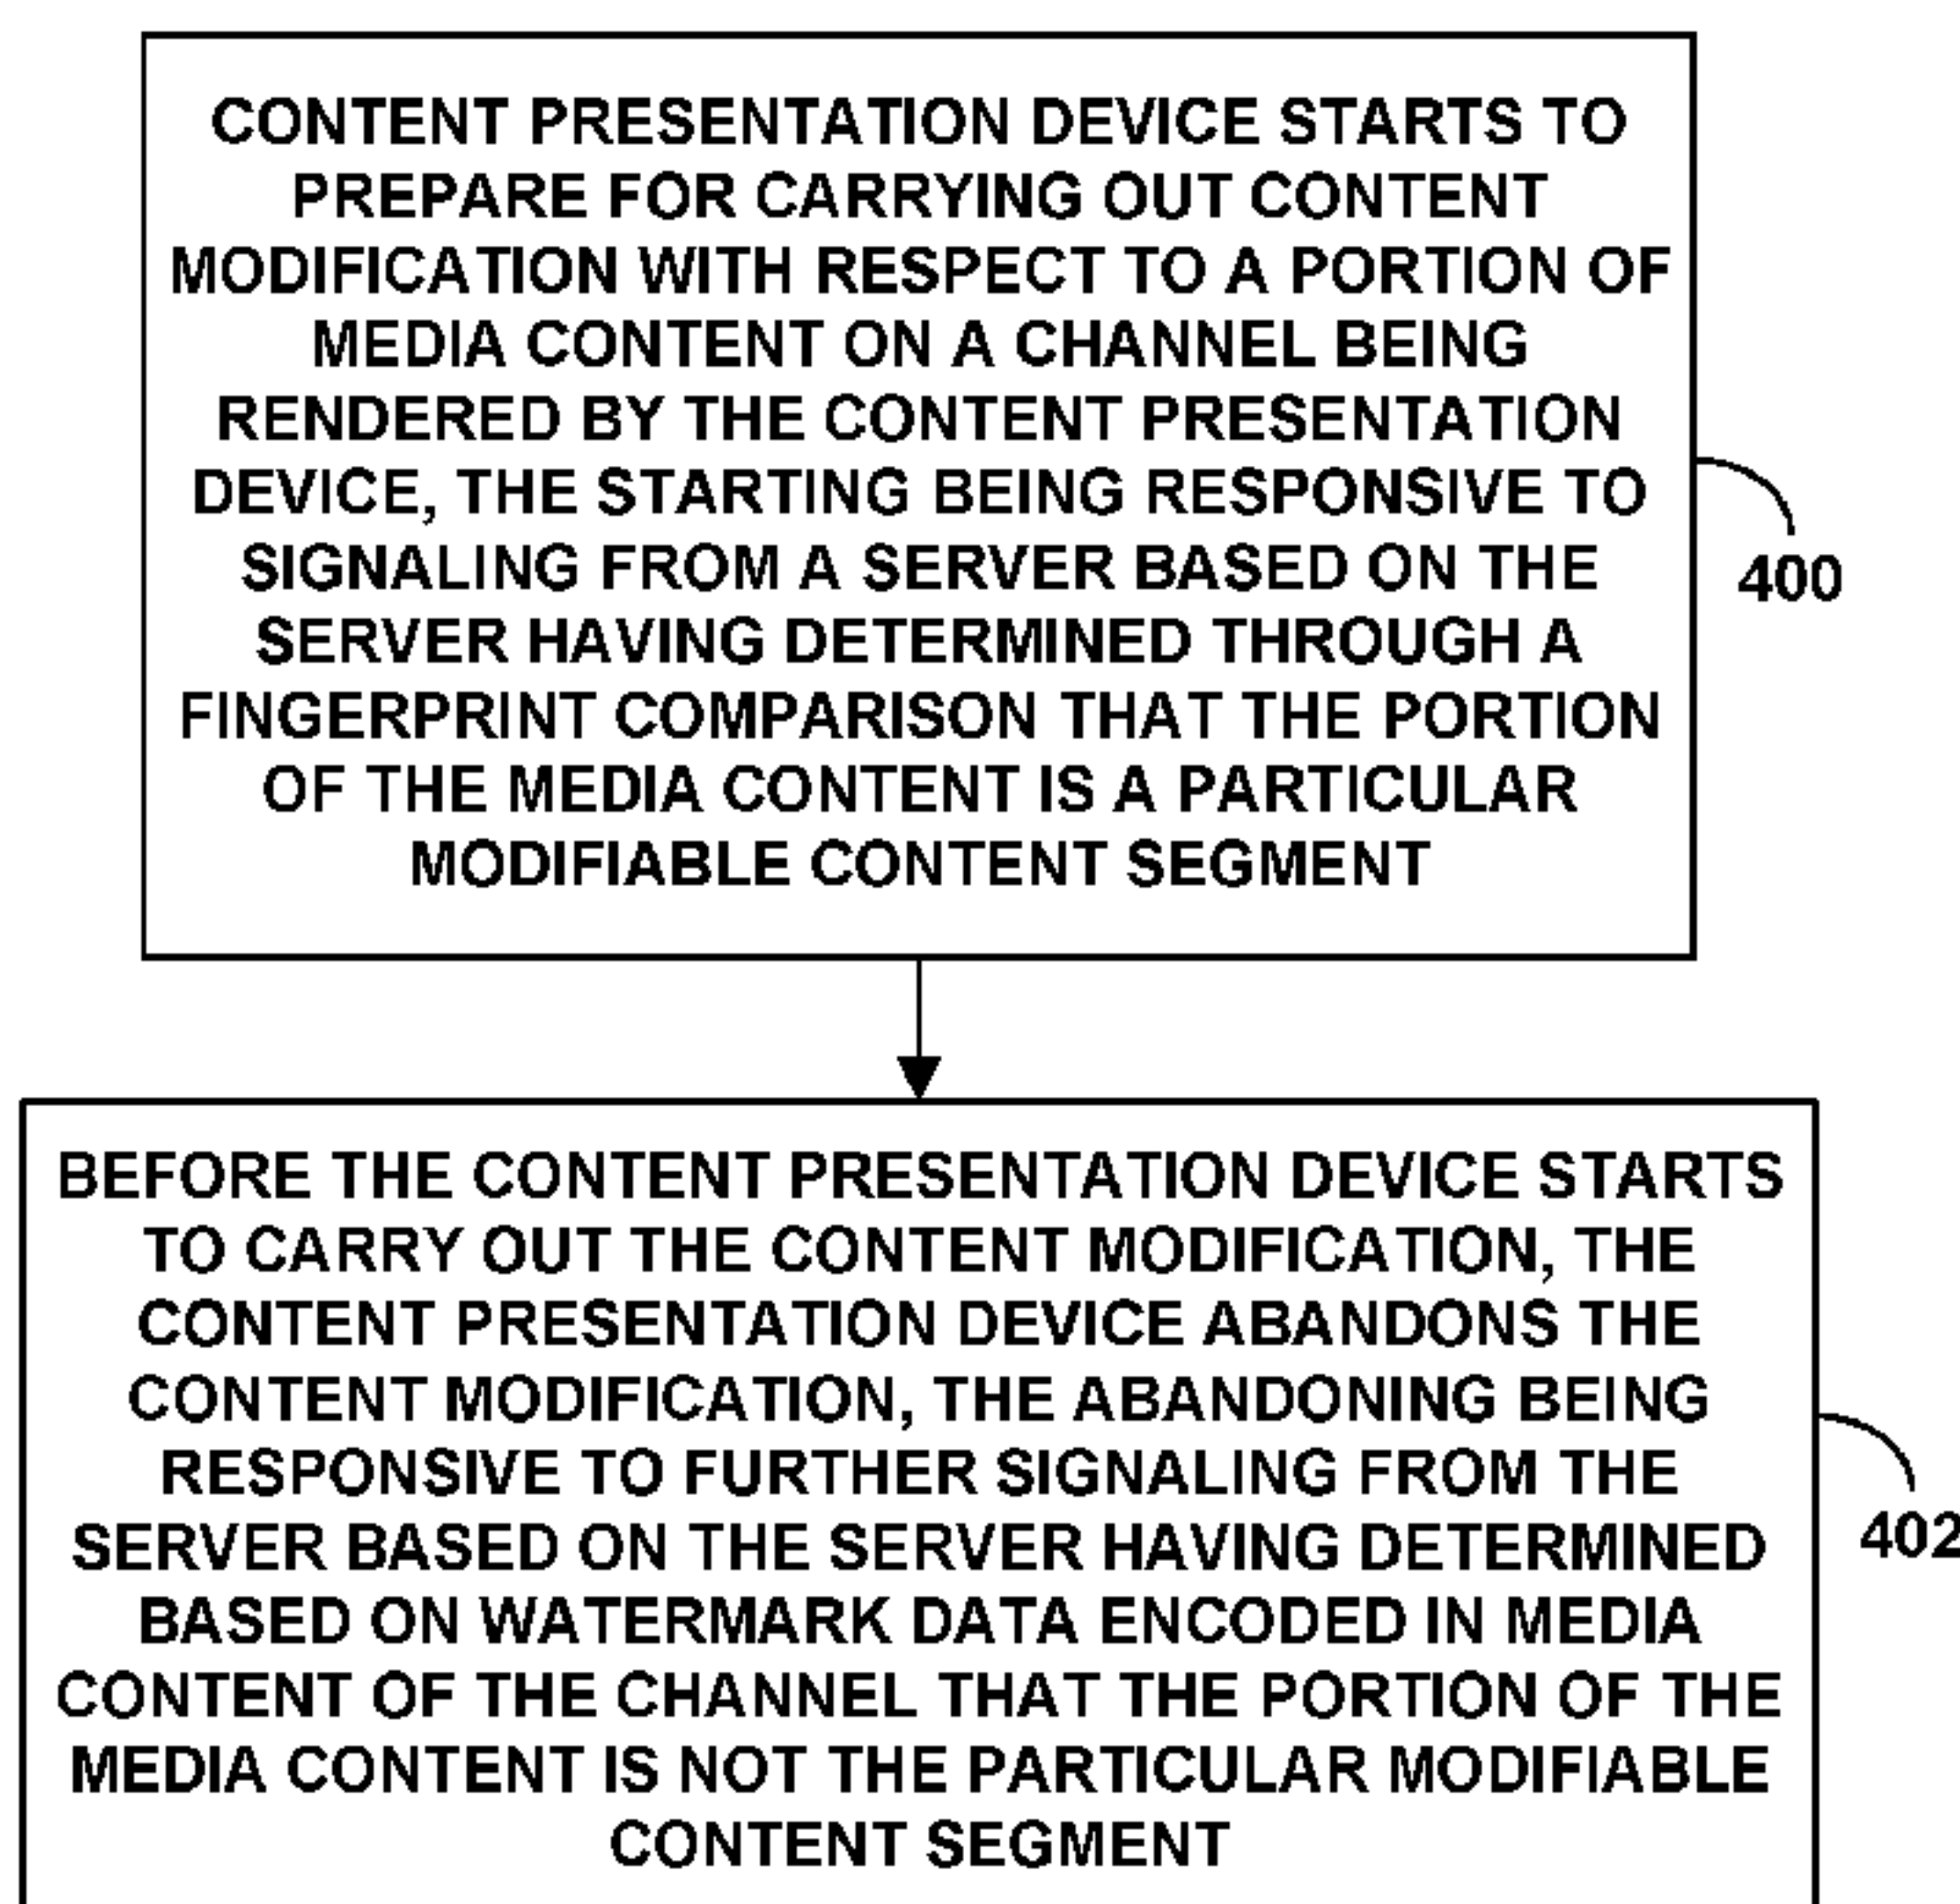 CONTENT PRESENTATION DEVICE STARTS TO
PREPARE FOR CARRYING OUT CONTENT
MODIFICATION WITH RESPECT TO A PORTION OF
MEDIA CONTENT ON A CHANNEL BEING
RENDERED BY THE CONTENT PRESENTATION
DEVICE, THE STARTING BEING RESPONSIVE TO
SIGNALING FROM A SERVER BASED ON THE
SERVER HAVING DETERMINED THROUGH A
FINGERPRINT COMPARISON THAT THE PORTION
OF THE MEDIA CONTENT IS A PARTICULAR
MODIFIABLE CONTENT SEGMENT
400
BEFORE THE CONTENT PRESENTATION DEVICE STARTS
TO CARRY OUT THE CONTENT MODIFICATION, THE
CONTENT PRESENTATION DEVICE ABANDONS THE
CONTENT MODIFICATION, THE ABANDONING BEING
RESPONSIVE TO FURTHER SIGNALING FROM THE
SERVER BASED ON THE SERVER HAVING DETERMINED
BASED ON WATERMARK DATA ENCODED IN MEDIA
CONTENT OF THE CHANNEL THAT THE PORTION OF THE
MEDIA CONTENT IS NOT THE PARTICULAR MODIFIABLE
CONTENT SEGMENT
402